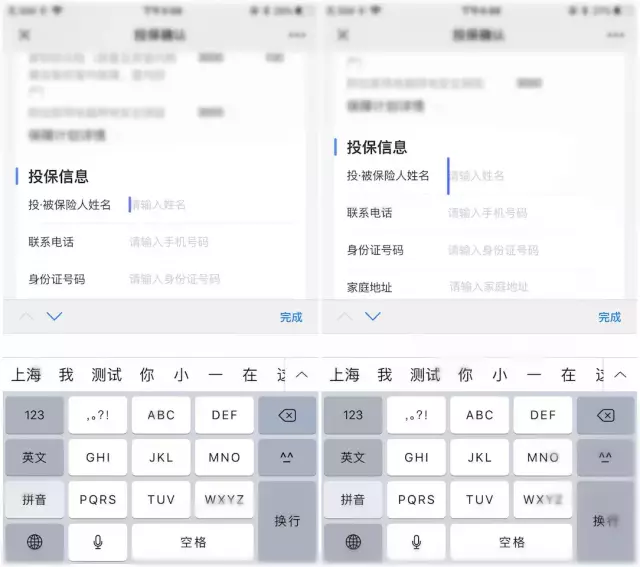 投保确认
保障计划详情
投保信息
投·被保险人姓名 请输入姓名
联系电话 请输入手机号码
身份证号码 请输入身份证号码
完成
上海 我 测试 你 小 一 在
123 ,。?! ABC DEF
英文 GHI JKL MNO ^^
拼音 PQRS TUV WXYZ
换行
空格
投保确认
保障计划详情
投保信息
投·被保险人姓名 请输入姓名
联系电话 请输入手机号码
身份证号码 请输入身份证号码
家庭地址 请输入家庭地址
完成
上海 我 测试 你 小 一 在
123 ,。?! ABC DEF
英文 GHI JKL MNO ^^
拼音 PQRS TUV WXYZ
换行
空格